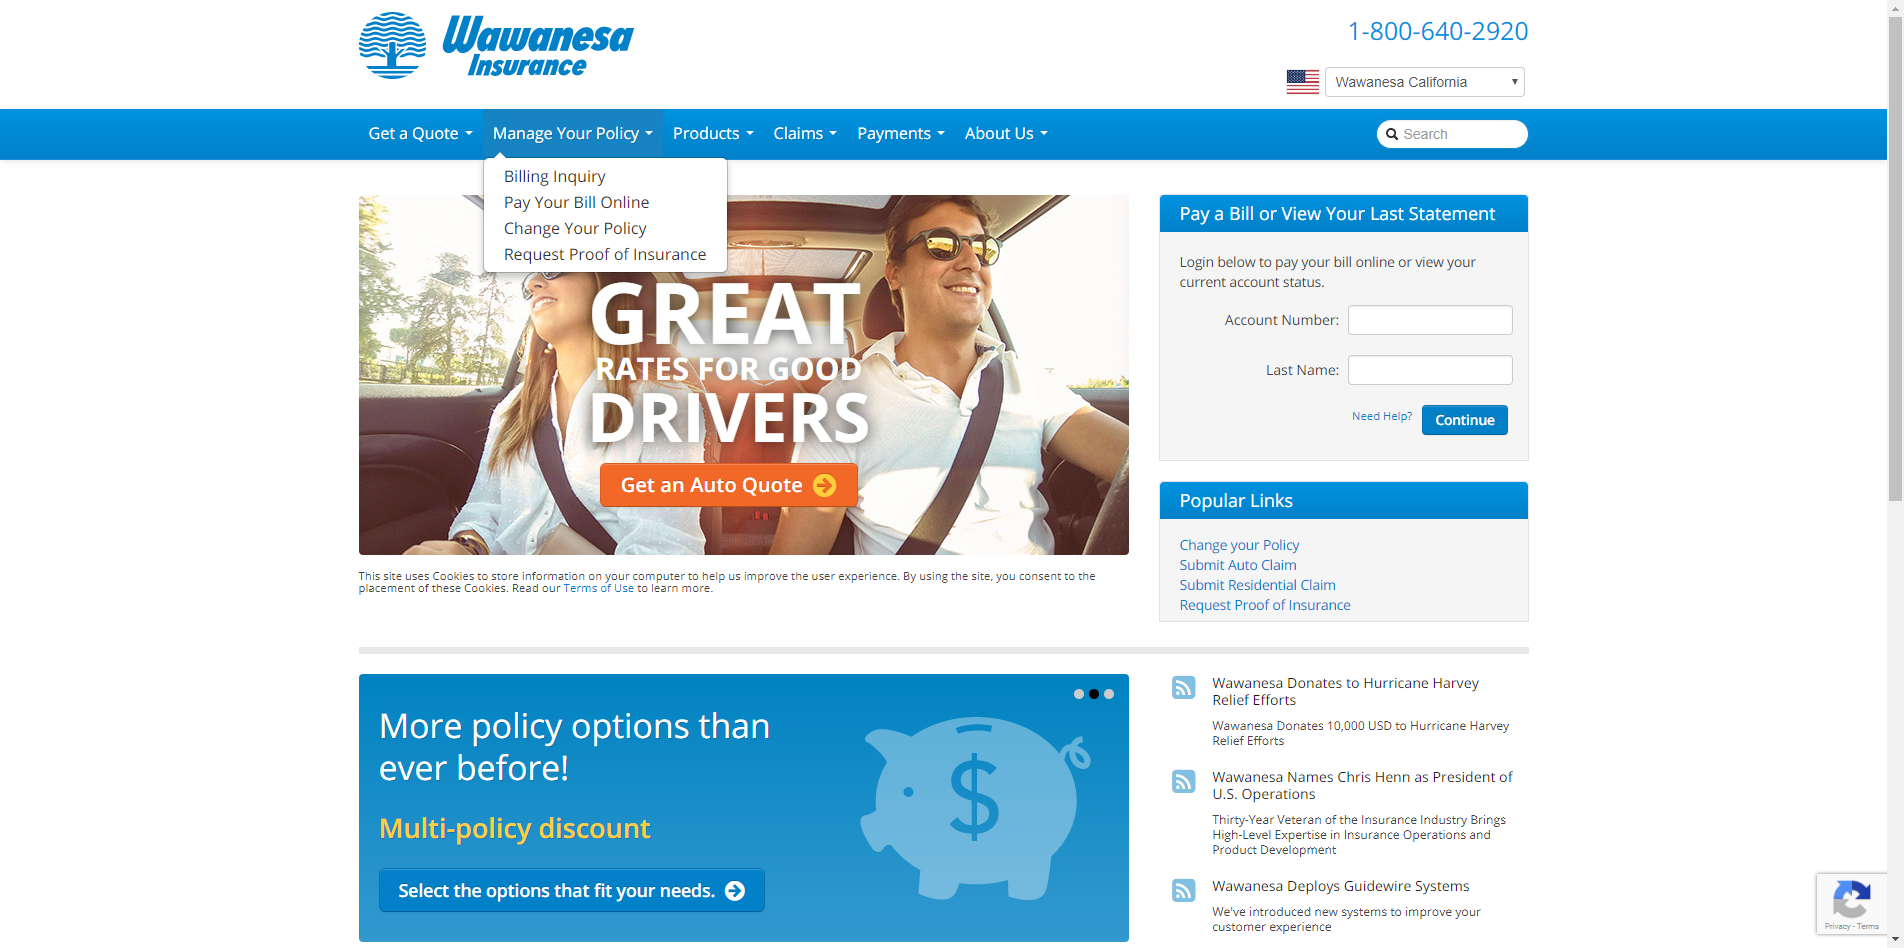 Wawanesa
Insurance
1-800-640-2920
Wawanesa California
Get a Quote
Manage Your Policy
Products
Claims
Payments
About Us
Search
Billing Inquiry
Pay Your Bill Online
Change Your Policy
Request Proof of Insurance
GREAT
RATES FOR GOOD
DRIVERS
Get an Auto Quote
This site uses Cookies to store information on your computer to help us improve the user experience. By using the site, you consent to the
placement of these Cookies. Read our Terms of Use to learn more.
Pay a Bill or View Your Last Statement
Login below to pay your bill online or view your
current account status.
Account Number:
Last Name:
Need Help?
Continue
Popular Links
Change your Policy
Submit Auto Claim
Submit Residential Claim
Request Proof of Insurance
More policy options than
ever before!
Multi-policy discount
Select the options that fit your needs.
$
Wawanesa Donates to Hurricane Harvey
Relief Efforts
Wawanesa Donates 10,000 USD to Hurricane Harvey
Relief Efforts
Wawanesa Names Chris Henn as President of
U.S. Operations
Thirty-Year Veteran of the Insurance Industry Brings
High-Level Expertise in Insurance Operations and
Product Development
Wawanesa Deploys Guidewire Systems
We've introduced new systems to improve your
customer experience
Privacy - Terms